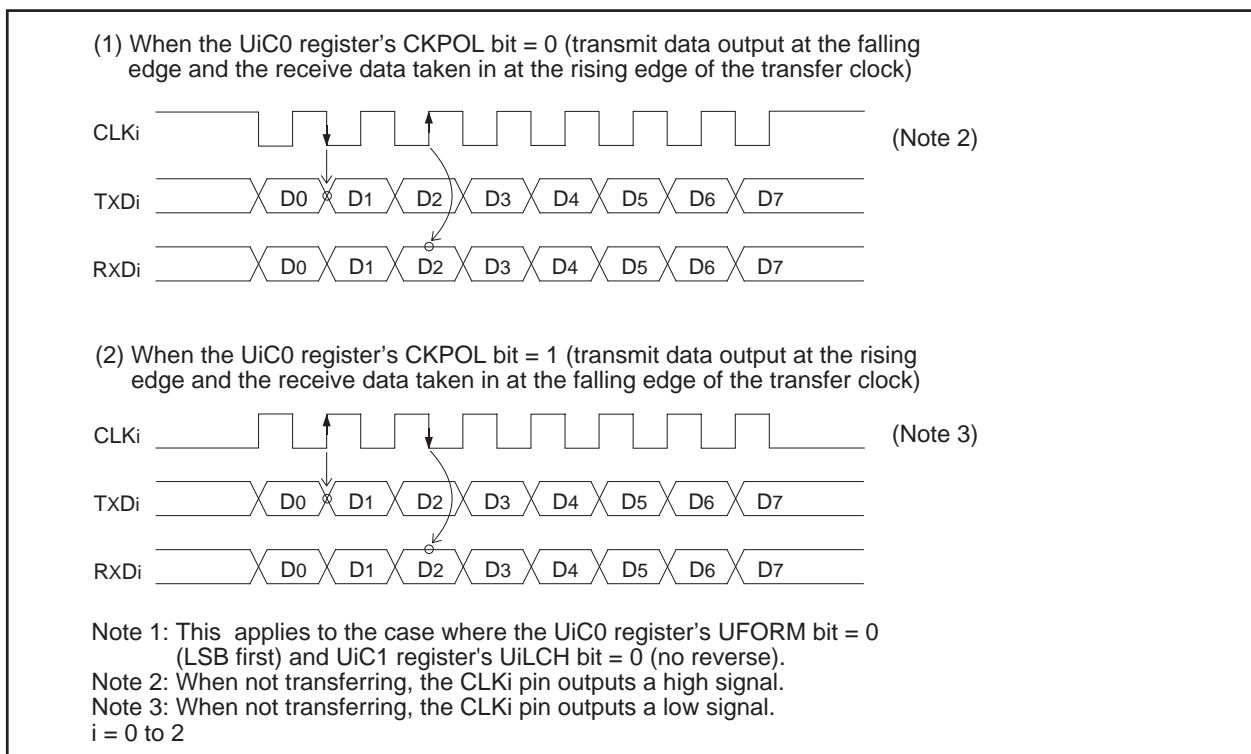 (1) When the UiC0 register’s CKPOL bit = 0 (transmit data output at the falling
edge and the receive data taken in at the rising edge of the transfer clock)
CLKi
(Note 2)
TXDi D0 D1 D2 D3 D4 D5 D6 D7
RXDi D0 D1 D2 D3 D4 D5 D6 D7
(2) When the UiC0 register’s CKPOL bit = 1 (transmit data output at the rising
edge and the receive data taken in at the falling edge of the transfer clock)
CLKi
(Note 3)
TXDi D0 D1 D2 D3 D4 D5 D6 D7
RXDi D0 D1 D2 D3 D4 D5 D6 D7
Note 1: This applies to the case where the UiC0 register’s UFORM bit = 0
(LSB first) and UiC1 register's UiLCH bit = 0 (no reverse).
Note 2: When not transferring, the CLKi pin outputs a high signal.
Note 3: When not transferring, the CLKi pin outputs a low signal.
i = 0 to 2